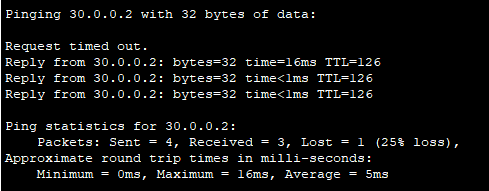 Pinging 30.0.0.2 with 32 bytes of data:
Request timed out.
Reply from 30.0.0.2: bytes=32 time=16ms TTL=126
Reply from 30.0.0.2: bytes=32 time<1ms TTL=126
Reply from 30.0.0.2: bytes=32 time<1ms TTL=126
Ping statistics for 30.0.0.2:
Packets: Sent = 4, Received = 3, Lost = 1 (25% loss),
Approximate round trip times in milli-seconds:
Minimum = 0ms, Maximum = 16ms, Average = 5ms